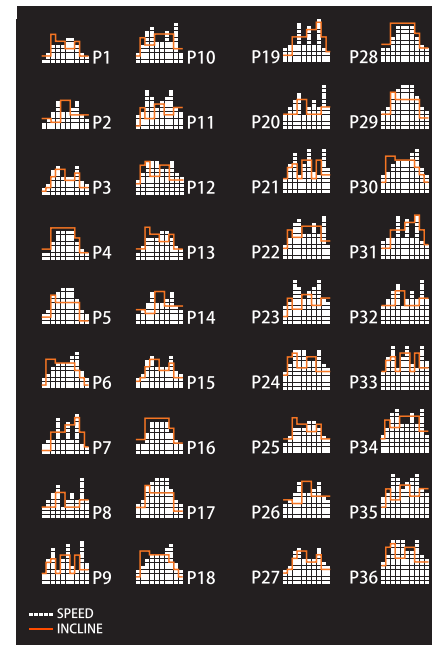 P1 P10 P19 P28
P2 P11 P20 P29
P3 P12 P21 P30
P4 P13 P22 P31
P5 P14 P23 P32
P6 P15 P24 P33
P7 P16 P25 P34
P8 P17 P26 P35
P9 P18 P27 P36
SPEED
INCLINE